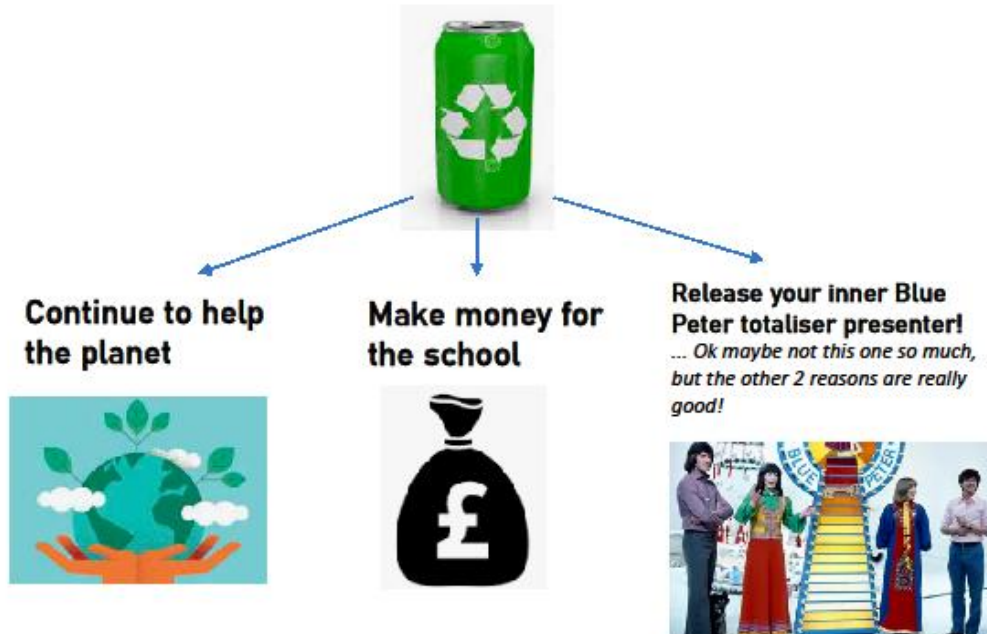 Continue to help
the planet
Make money for
the school
£
Release your inner Blue
Peter totaliser presenter!
... Ok maybe not this one so much,
but the other 2 reasons are really
good!
BLUE PETER